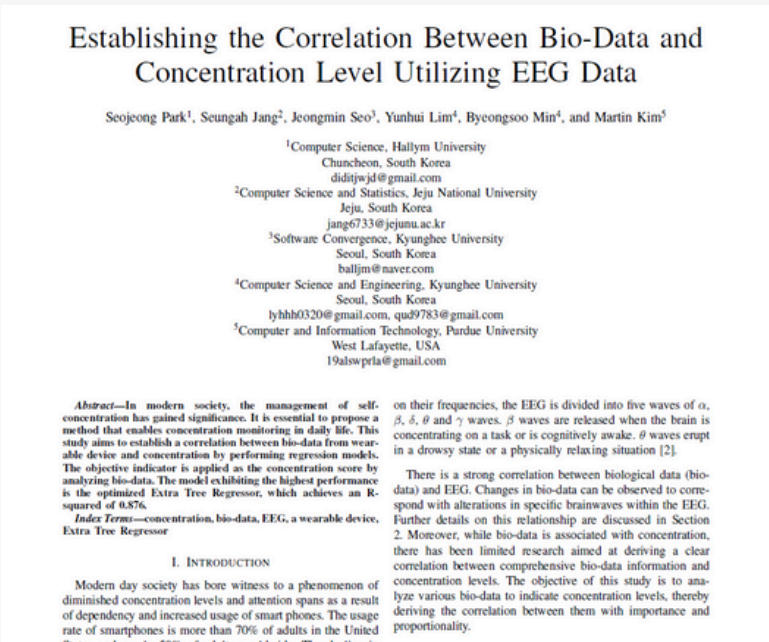 Establishing the Correlation Between Bio-Data and
Concentration Level Utilizing EEG Data
Seojeong Park¹, Seungah Jang², Jeongmin Seo³, Yunhui Lim⁴, Byeongsoo Min⁴, and Martin Kim⁵
¹Computer Science, Hallym University
Chuncheon, South Korea
diditjwjd@gmail.com
²Computer Science and Statistics, Jeju National University
Jeju, South Korea
jang6733@jejunu.ac.kr
³Software Convergence, Kyunghee University
Seoul, South Korea
balljm@naver.com
⁴Computer Science and Engineering, Kyunghee University
Seoul, South Korea
lyhhh0320@gmail.com, qud9783@gmail.com
⁵Computer and Information Technology, Purdue University
West Lafayette, USA
19alswprla@gmail.com
Abstract—In modern society, the management of self-
concentration has gained significance. It is essential to propose a
method that enables concentration monitoring in daily life. This
study aims to establish a correlation between bio-data from wear-
able device and concentration by performing regression models.
The objective indicator is applied as the concentration score by
analyzing bio-data. The model exhibiting the highest performance
is the optimized Extra Tree Regressor, which achieves an R-
squared of 0.876.
Index Terms—concentration, bio-data, EEG, a wearable device,
Extra Tree Regressor
I. INTRODUCTION
Modern day society has bore witness to a phenomenon of
diminished concentration levels and attention spans as a result
of dependency and increased usage of smart phones. The usage
rate of smartphones is more than 70% of adults in the United
on their frequencies, the EEG is divided into five waves of α,
β, δ, θ and γ waves. β waves are released when the brain is
concentrating on a task or is cognitively awake. θ waves erupt
in a drowsy state or a physically relaxing situation [2].
There is a strong correlation between biological data (bio-
data) and EEG. Changes in bio-data can be observed to corre-
spond with alterations in specific brainwaves within the EEG.
Further details on this relationship are discussed in Section
2. Moreover, while bio-data is associated with concentration,
there has been limited research aimed at deriving a clear
correlation between comprehensive bio-data information and
concentration levels. The objective of this study is to ana-
lyze various bio-data to indicate concentration levels, thereby
deriving the correlation between them with importance and
proportionality.